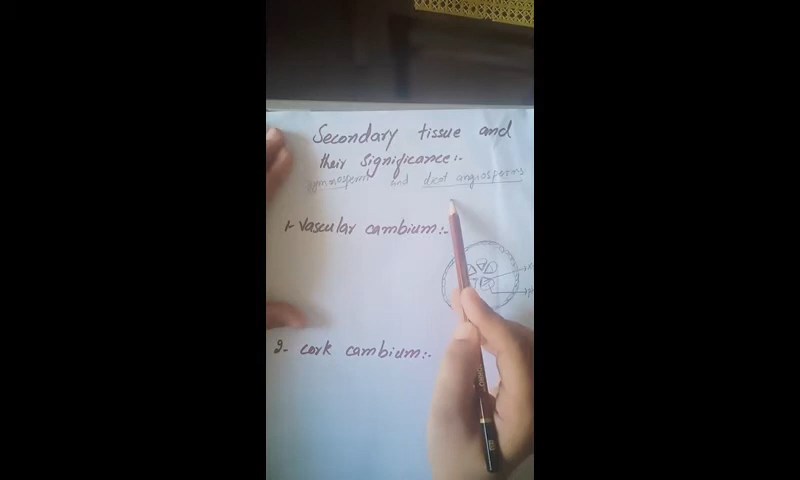 Secondary tissue and
their significance:-
gymnosperm and dicot angiosperms
1- Vascular cambium:-
2- Cork cambium:-